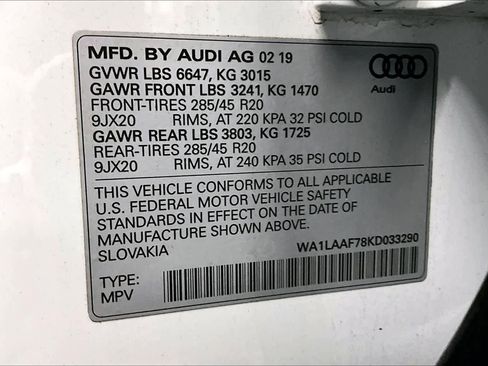 MFD. BY AUDI AG 02 19
GVWR LBS 6647, KG 3015
GAWR FRONT LBS 3241, KG 1470
FRONT-TIRES 285/45 R20
9JX20 RIMS, AT 220 KPA 32 PSI COLD
GAWR REAR LBS 3803, KG 1725
REAR-TIRES 285/45 R20
9JX20 RIMS, AT 240 KPA 35 PSI COLD
Audi
THIS VEHICLE CONFORMS TO ALL APPLICABLE
U.S. FEDERAL MOTOR VEHICLE SAFETY
STANDARDS IN EFFECT ON THE DATE OF
MANUFACTURE SHOWN ABOVE.
SLOVAKIA WA1LAAF78KD033290
TYPE:
MPV